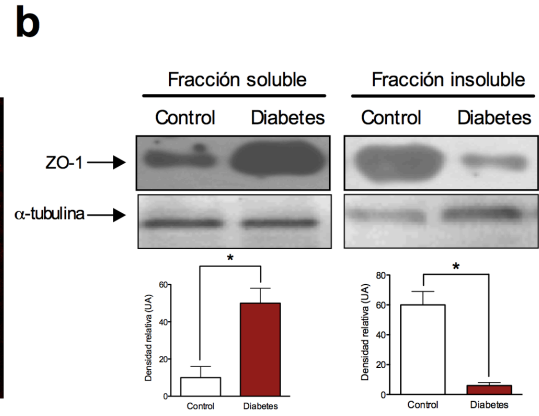 b
Fracción soluble
Fracción insoluble
Control
Diabetes
Control
Diabetes
ZO-1
α-tubulina
*
Densidad relativa (UA)
60
40
20
0
Control
Diabetes
*
Densidad relativa (UA)
80
60
40
20
0
Control
Diabetes